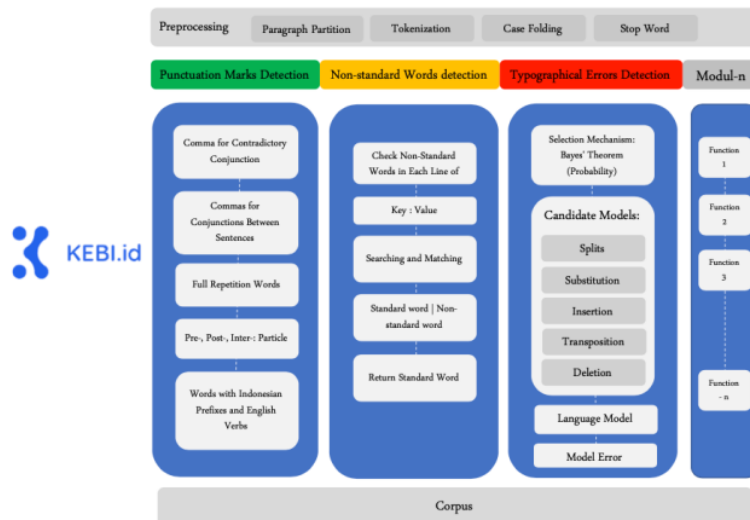 Preprocessing
Paragraph Partition
Tokenization
Case Folding
Stop Word
Punctuation Marks Detection
Non-standard Words detection
Typographical Errors Detection
Modul-n
Comma for Contradictory
Conjunction
Commas for
Conjunctions Between
Sentences
Full Repetition Words
Pre-, Post-, Inter-: Particle
Words with Indonesian
Prefixes and English
Verbs
Check Non-Standard
Words in Each Line of
Key : Value
Searching and Matching
Standard word | Non-
standard word
Return Standard Word
Selection Mechanism:
Bayes' Theorem
(Probability)
Candidate Models:
Splits
Substitution
Insertion
Transposition
Deletion
Language Model
Model Error
Function
1
Function
2
Function
3
Function
- n
KEBI.id
Corpus